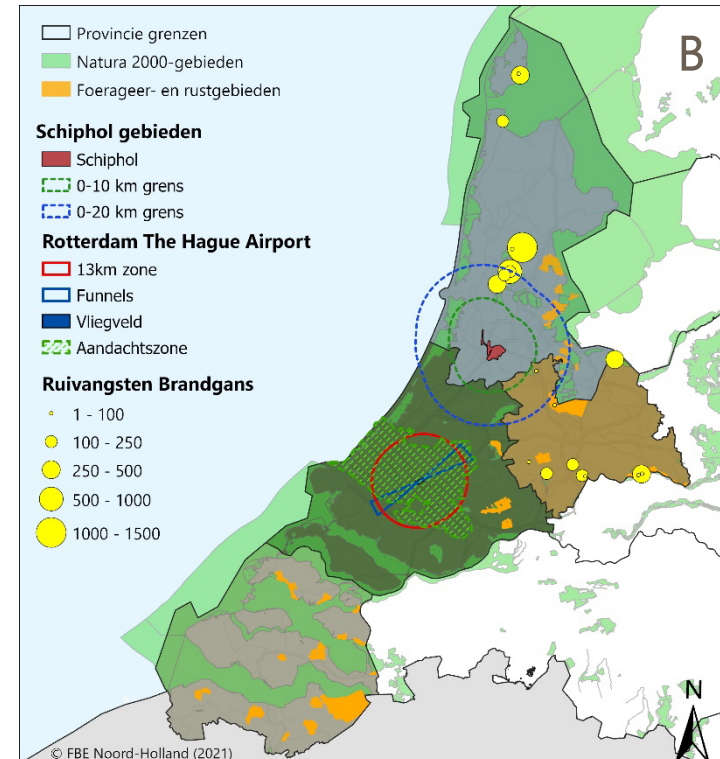 Provincie grenzen
Natura 2000-gebieden
Foerageer- en rustgebieden
Schiphol gebieden
Schiphol
0-10 km grens
0-20 km grens
Rotterdam The Hague Airport
13km zone
Funnels
Vliegveld
Aandachtszone
Ruivangsten Brandgans
1 - 100
100 - 250
250 - 500
500 - 1000
1000 - 1500
B
N
© FBE Noord-Holland (2021)